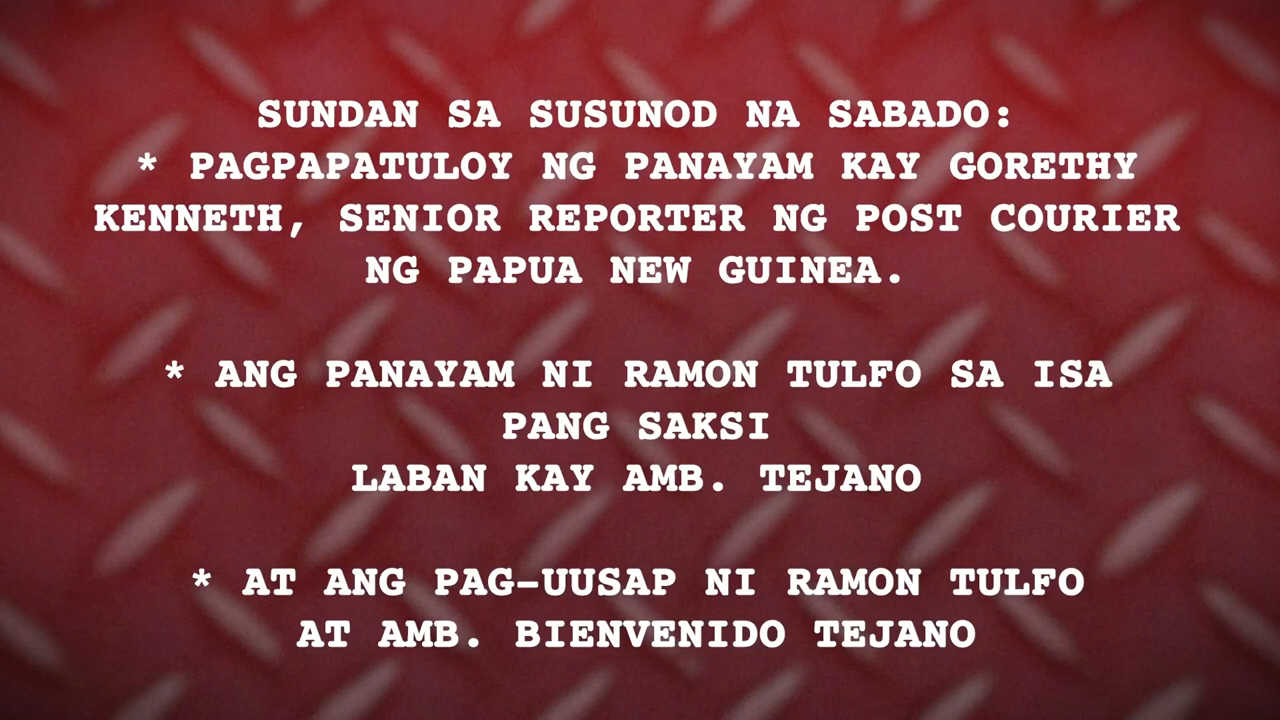 SUNDAN SA SUSUNOD NA SABADO:
* PAGPAPATULOY NG PANAYAM KAY GORETHY
KENNETH, SENIOR REPORTER NG POST COURIER
NG PAPUA NEW GUINEA.
* ANG PANAYAM NI RAMON TULFO SA ISA
PANG SAKSI
LABAN KAY AMB. TEJANO
* AT ANG PAG-UUSAP NI RAMON TULFO
AT AMB. BIENVENIDO TEJANO